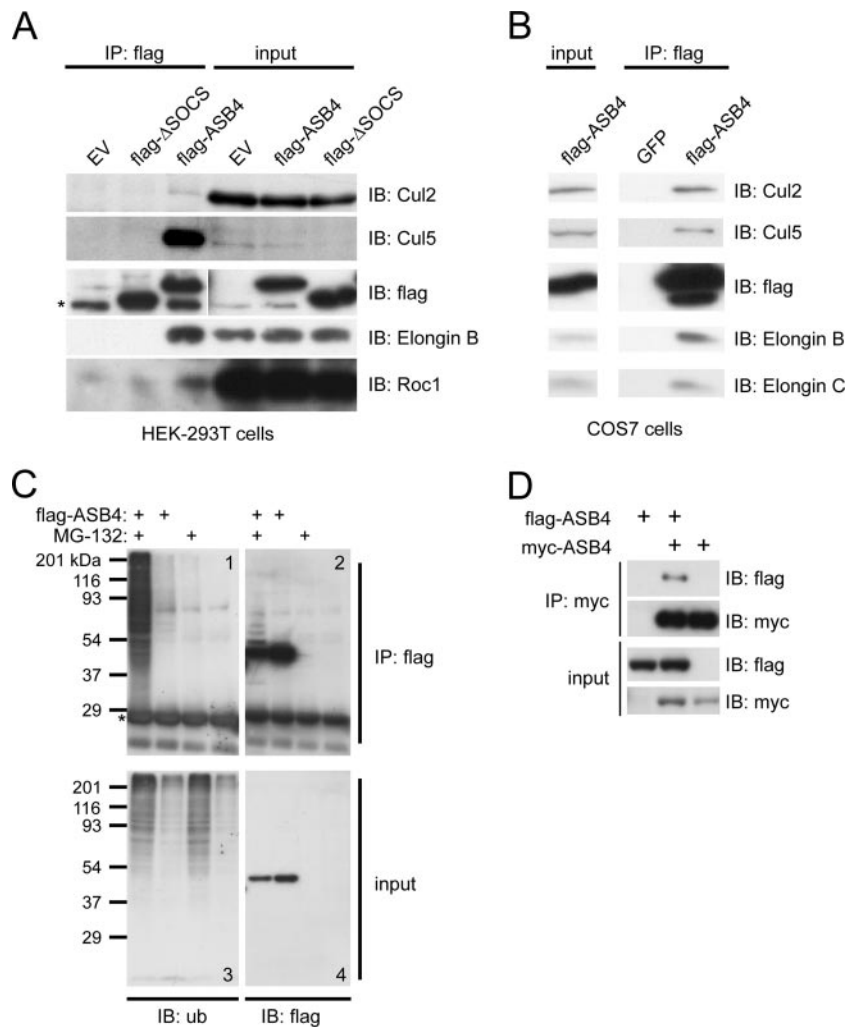 A
IP: flag
input
EV
flag-ΔSOCS
flag-ASB4
EV
flag-ASB4
flag-ΔSOCS
IB: Cul2
IB: Cul5
*
IB: flag
IB: Elongin B
IB: Roc1
HEK-293T cells
B
input
IP: flag
flag-ASB4
GFP
flag-ASB4
IB: Cul2
IB: Cul5
IB: flag
IB: Elongin B
IB: Elongin C
COS7 cells
C
flag-ASB4: + + + +
MG-132: + + + +
201 kDa
116
93
54
37
29
*
1
2
IP: flag
201
116
93
54
37
29
3
4
input
IB: ub
IB: flag
D
flag-ASB4: + +
myc-ASB4: + +
IP: myc
IB: flag
IB: myc
input
IB: flag
IB: myc